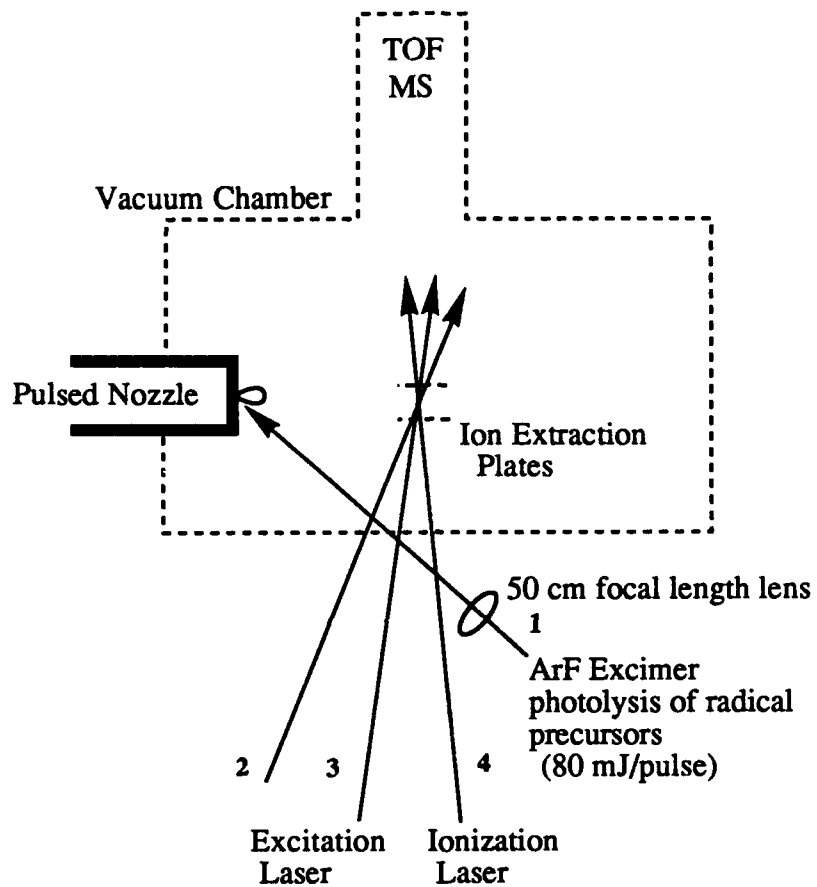 TOF
MS
Vacuum Chamber
Pulsed Nozzle
Ion Extraction
Plates
50 cm focal length lens
1
ArF Excimer
photolysis of radical
precursors
(80 mJ/pulse)
2
3
4
Excitation
Laser
Ionization
Laser